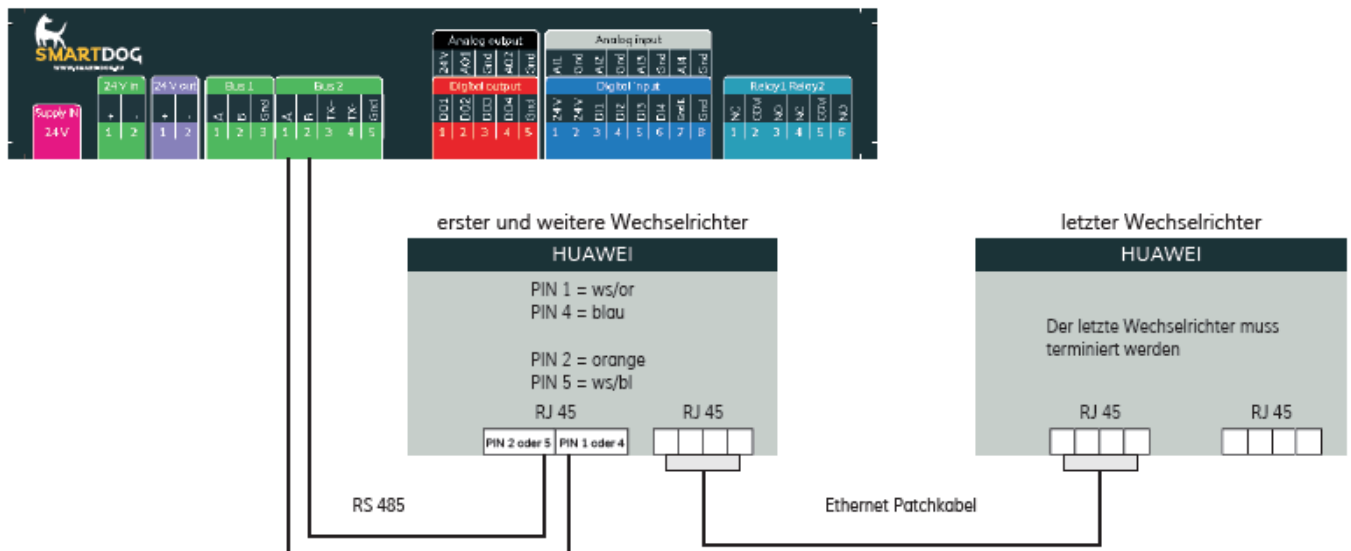 SMARTDOG
Analog output
Analog input
24V AO1 Gnd AO2 Gnd
AI1 Gnd AI2 AI3 Gnd AI4 Gnd
24 V in
24 V out
Bus 1
Bus 2
Digital output
Digital input
Relay1 Relay2
Supply IN
24 V
+ - + - A B Gnd A B TX+ TX- Gnd
DO1 DO2 DO3 DO4 Gnd
24V 24V DI1 DI2 DI3 DI4 Gnd
NC COM NO NC COM NO
1 2 1 2 1 2 3 1 2 3 4 5
1 2 3 4 5
1 2 3 4 5 6 7 8
1 2 3 4 5 6
erster und weitere Wechselrichter
letzter Wechselrichter
HUAWEI
HUAWEI
PIN 1 = ws/or
PIN 4 = blau
Der letzte Wechselrichter muss
terminiert werden
PIN 2 = orange
PIN 5 = ws/bl
RJ 45
RJ 45
RJ 45
RJ 45
PIN 2 oder 5
PIN 1 oder 4
RS 485
Ethernet Patchkabel